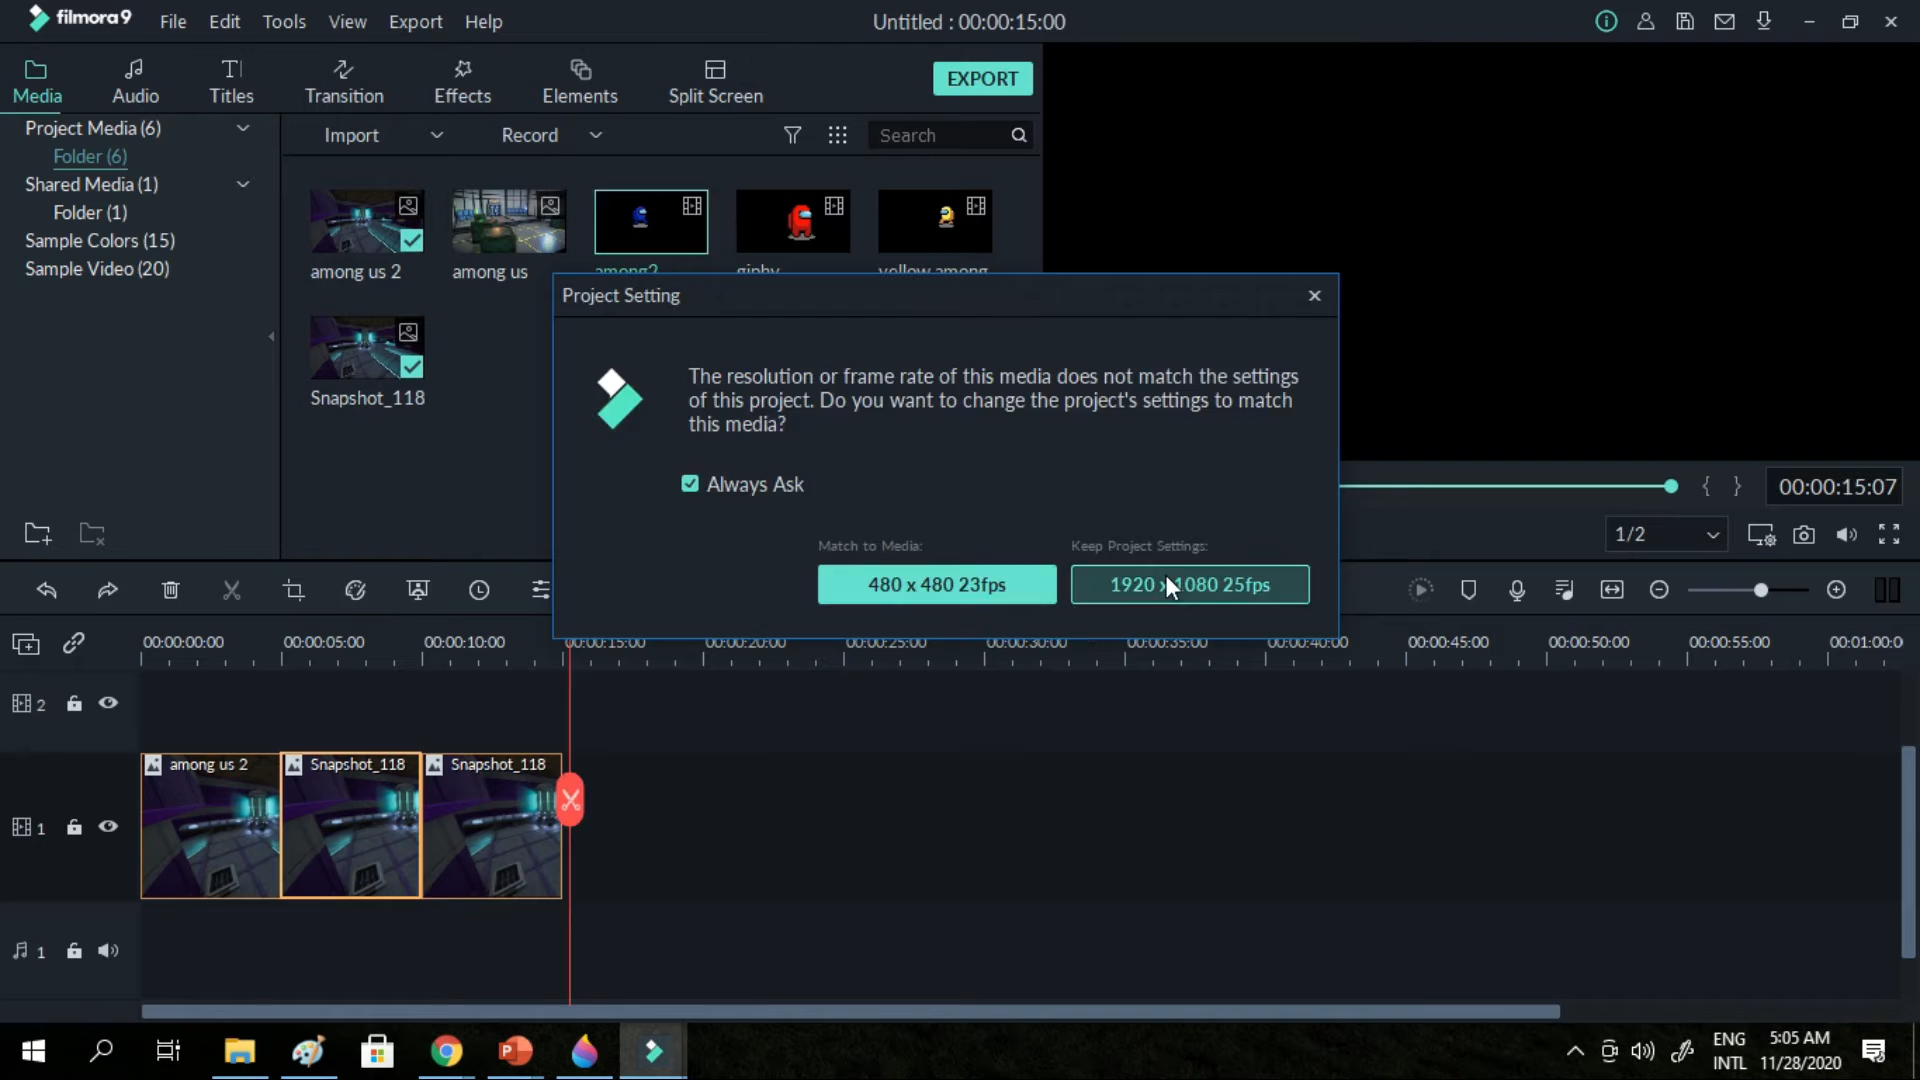 filmora9
File Edit Tools View Export Help
Untitled : 00:00:15:00
Media Audio Titles Transition Effects Elements Split Screen
EXPORT
Project Media (6)
Folder (6)
Shared Media (1)
Folder (1)
Sample Colors (15)
Sample Video (20)
Import Record Search
among us 2 among us among2 giphy yellow among
Snapshot_118
Project Setting
The resolution or frame rate of this media does not match the settings
of this project. Do you want to change the project's settings to match
this media?
Always Ask
Match to Media: Keep Project Settings:
480 x 480 23fps 1920 x 1080 25fps
{ } 00:00:15:07
1/2
00:00:00:00 00:00:05:00 00:00:10:00 00:00:15:00 00:00:20:00 00:00:25:00 00:00:30:00 00:00:35:00 00:00:40:00 00:00:45:00 00:00:50:00 00:00:55:00 00:01:00:0
2
among us 2 Snapshot_118 Snapshot_118
1
1
ENG
INTL
5:05 AM
11/28/2020